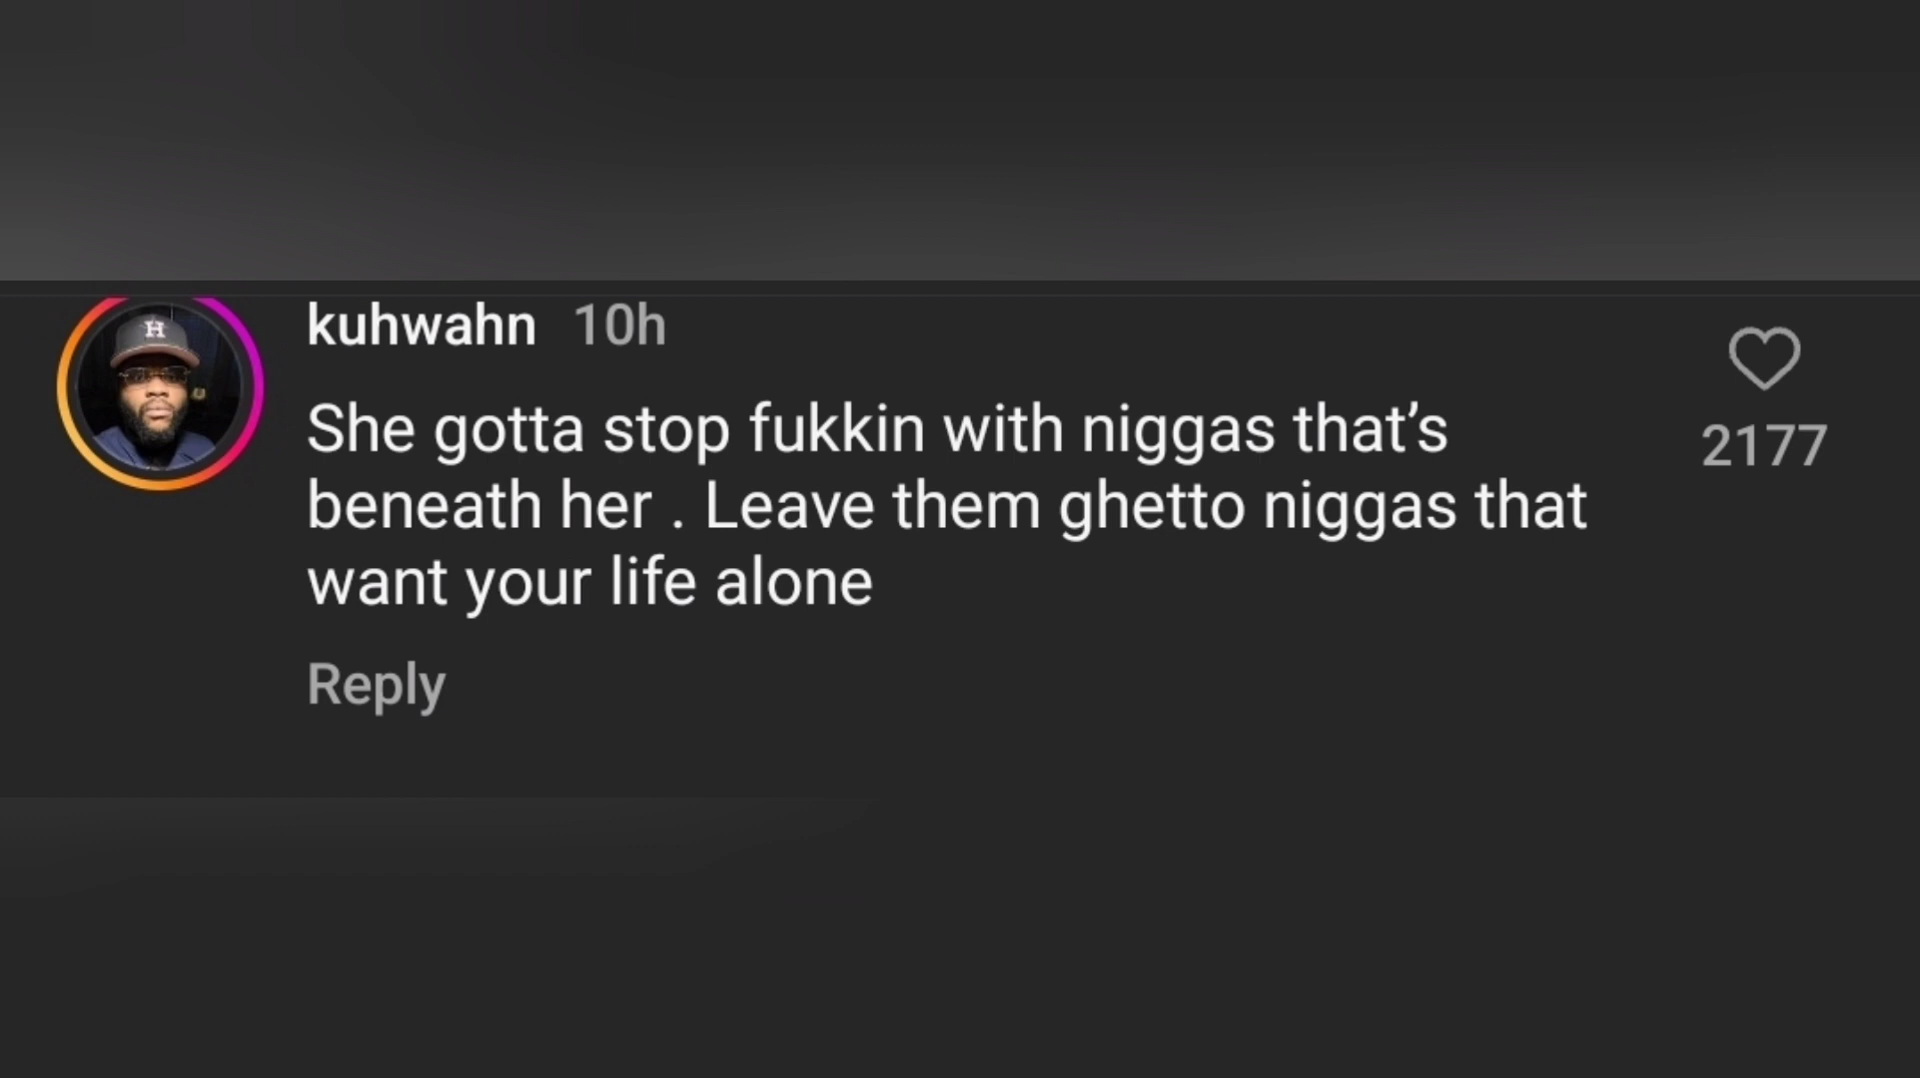 H
kuhwahn 10h
She gotta stop fukkin with niggas that’s
beneath her . Leave them ghetto niggas that
want your life alone
2177
Reply